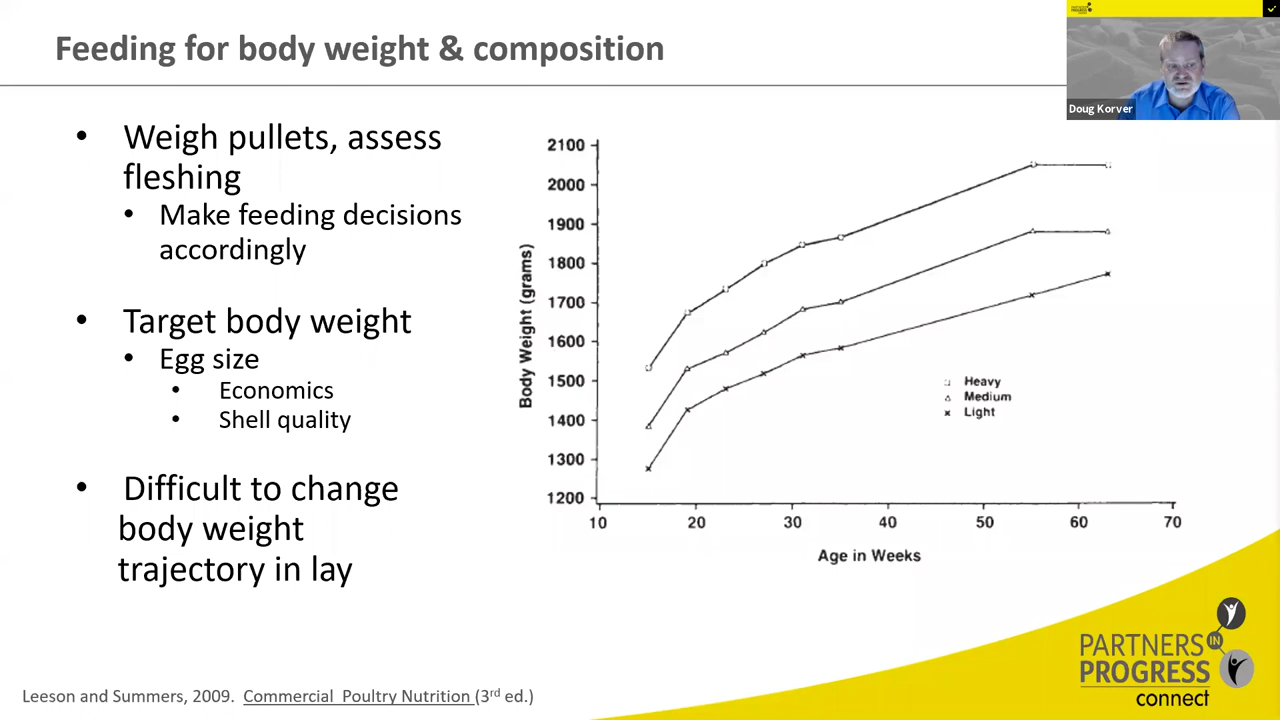 Feeding for body weight & composition
Doug Korver
• Weigh pullets, assess
fleshing
• Make feeding decisions
accordingly
• Target body weight
• Egg size
• Economics
• Shell quality
• Difficult to change
body weight
trajectory in lay
Body Weight (grams)
2100
2000
1900
1800
1700
1600
1500
1400
1300
1200
10 20 30 40 50 60 70
Age in Weeks
Heavy
Medium
Light
Leeson and Summers, 2009. Commercial Poultry Nutrition (3rd ed.)
PARTNERS IN
PROGRESS
connect